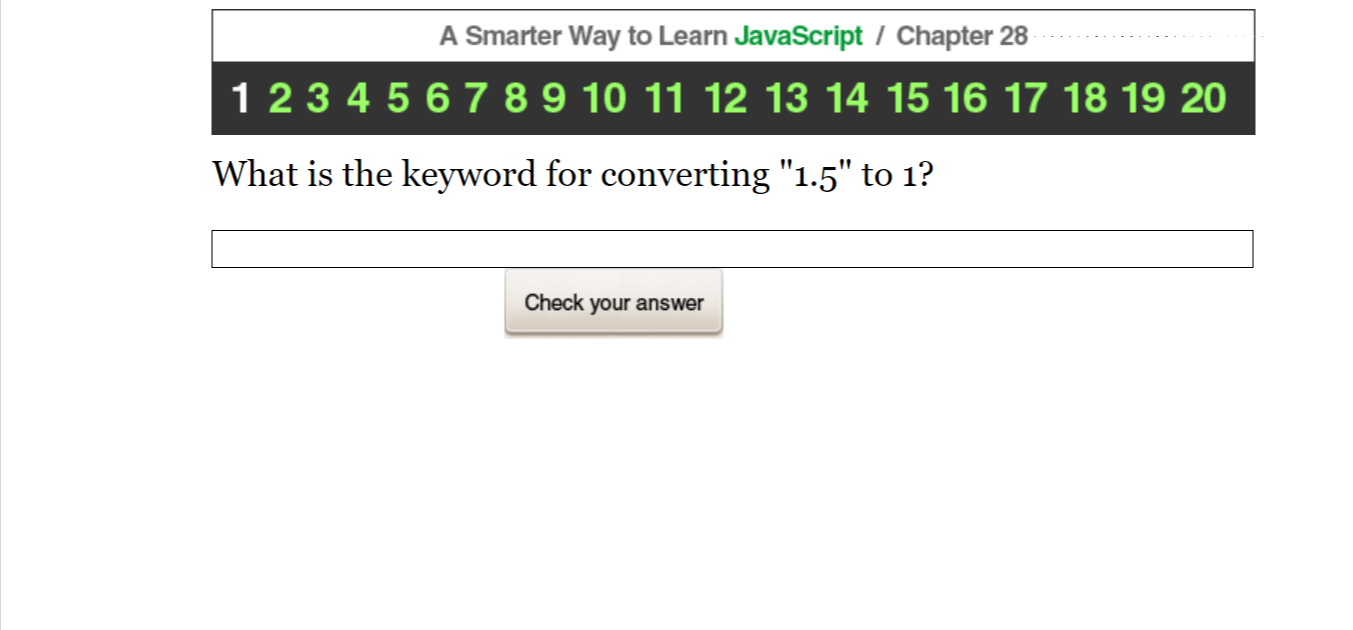 A Smarter Way to Learn JavaScript / Chapter 28
1 2 3 4 5 6 7 8 9 10 11 12 13 14 15 16 17 18 19 20
What is the keyword for converting "1.5" to 1?
Check your answer